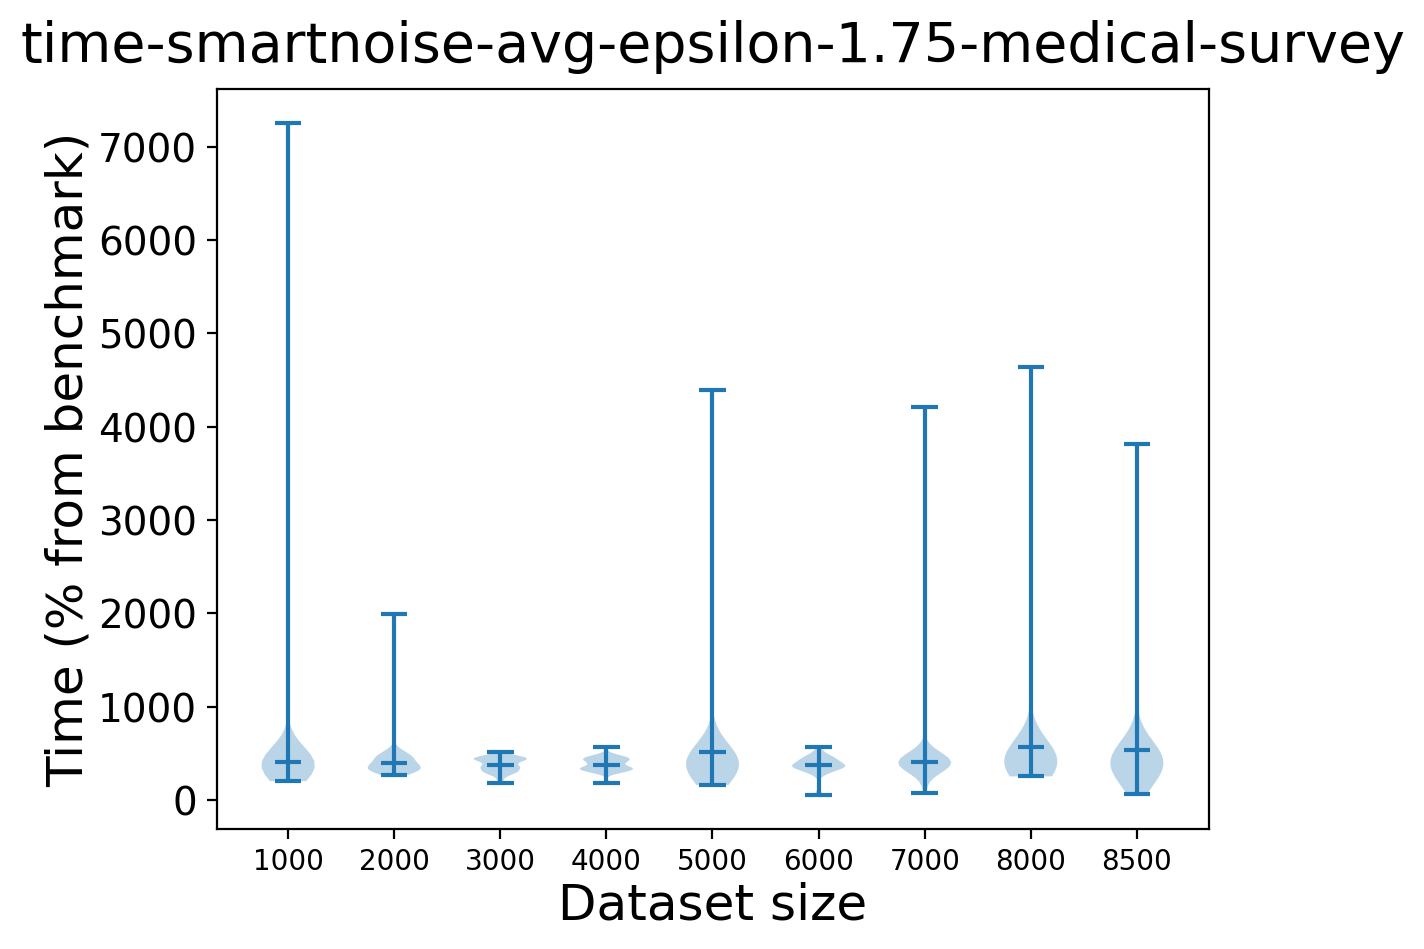 time-smartnoise-avg-epsilon-1.75-medical-survey
Time (% from benchmark)
7000
6000
5000
4000
3000
2000
1000
0
1000 2000 3000 4000 5000 6000 7000 8000 8500
Dataset size